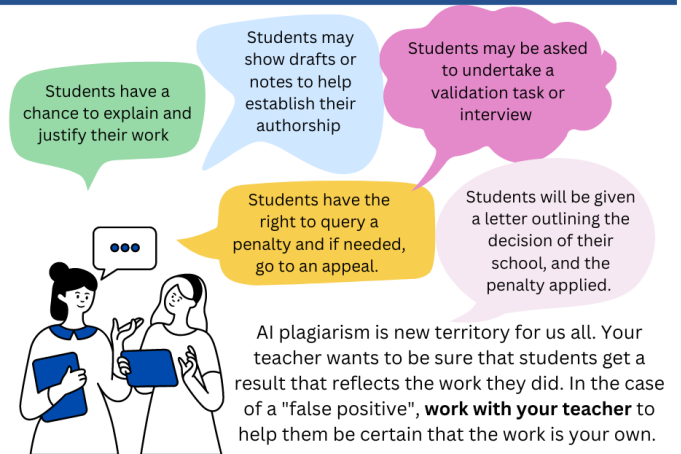 Students have a
chance to explain and
justify their work
Students may
show drafts or
notes to help
establish their
authorship
Students may be asked
to undertake a
validation task or
interview
Students have the
right to query a
penalty and if needed,
go to an appeal.
Students will be given
a letter outlining the
decision of their
school, and the
penalty applied.
AI plagiarism is new territory for us all. Your
teacher wants to be sure that students get a
result that reflects the work they did. In the case
of a "false positive", work with your teacher to
help them be certain that the work is your own.